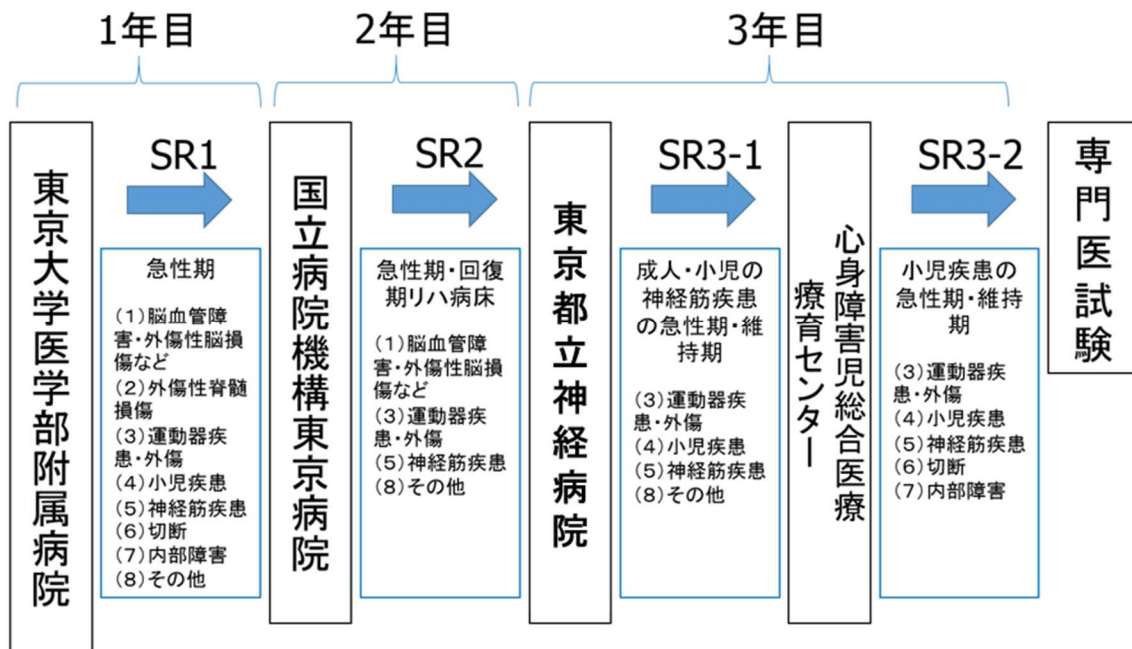 1年目
2年目
3年目
東京大学医学部附属病院
SR1
急性期
(1)脳血管障
害・外傷性脳損
傷など
(2)外傷性脊髄
損傷
(3)運動器疾
患・外傷
(4)小児疾患
(5)神経筋疾患
(6)切断
(7)内部障害
(8)その他
国立病院機構東京病院
SR2
急性期・回復
期リハ病床
(1)脳血管障
害・外傷性脳損
傷など
(3)運動器疾
患・外傷
(5)神経筋疾患
(8)その他
東京都立神経病院
SR3-1
成人・小児の
神経筋疾患
の急性期・維
持期
(3)運動器疾
患・外傷
(4)小児疾患
(5)神経筋疾患
(8)その他
心身障害児総合医療
療育センター
SR3-2
小児疾患の
急性期・維持
期
(3)運動器疾
患・外傷
(4)小児疾患
(5)神経筋疾患
(6)切断
(7)内部障害
専門医試験